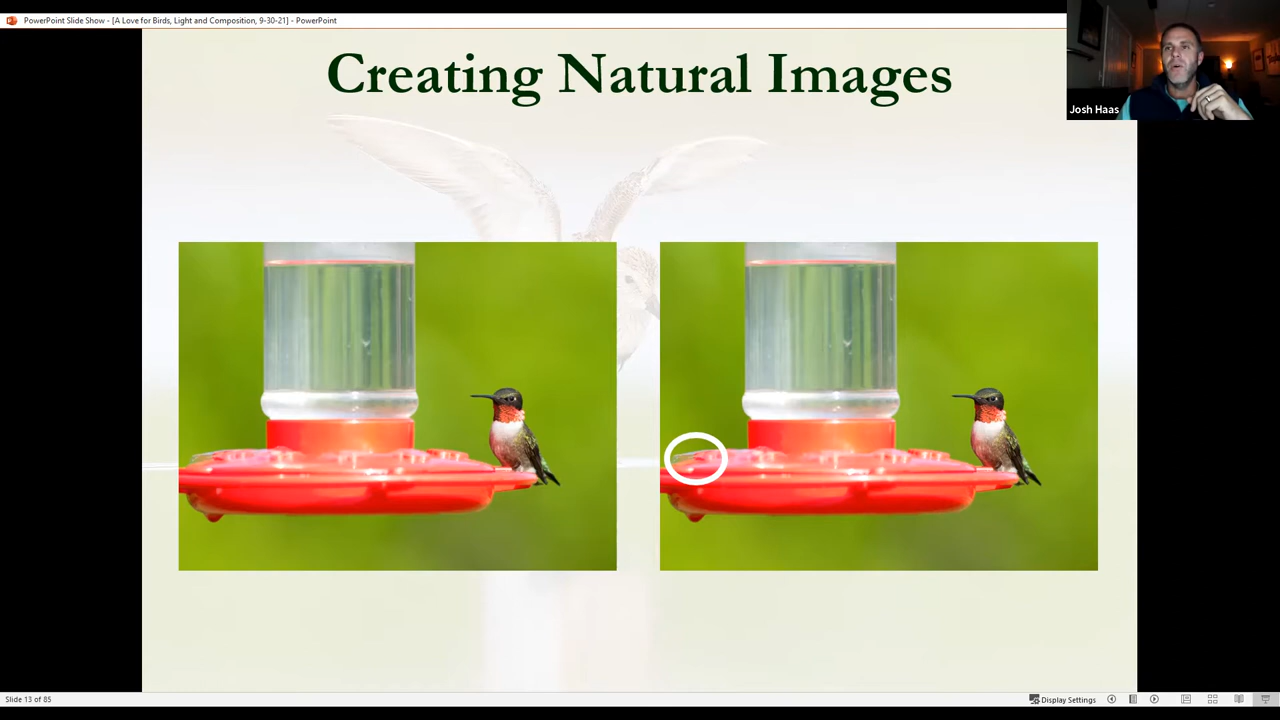 PowerPoint Slide Show - [A Love for Birds, Light and Composition, 9-30-21] - PowerPoint
Creating Natural Images
Josh Haas
Slide 13 of 85
Display Settings